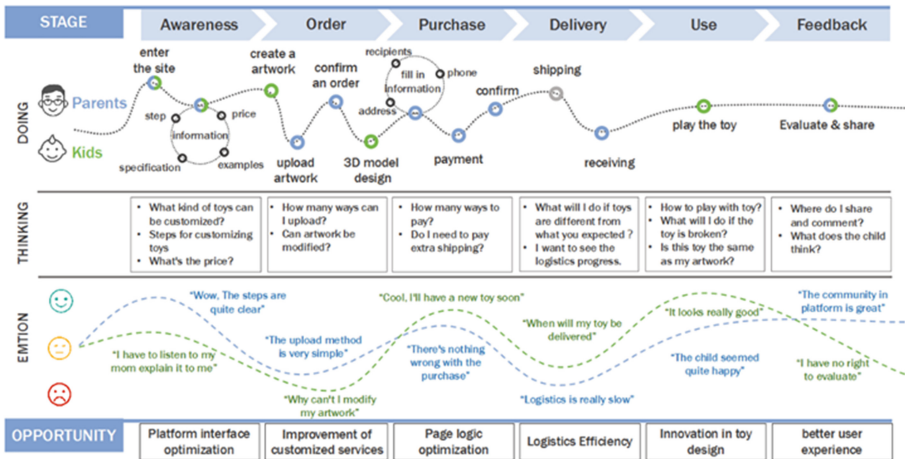 STAGE
Awareness
Order
Purchase
Delivery
Use
Feedback
DOING
Parents
Kids
enter
the site
step
price
information
specification
examples
create a
artwork
upload
artwork
confirm
an order
3D model
design
recipients
phone
fill in
information
address
payment
confirm
shipping
receiving
play the toy
Evaluate & share
THINKING
• What kind of toys can
be customized?
• Steps for customizing
toys
• What's the price?
• How many ways can
I upload?
• Can artwork be
modified?
• How many ways to
pay?
• Do I need to pay
extra shipping?
• What will I do if toys
are different from
what you expected ?
• I want to see the
logistics progress.
• How to play with toy?
• What will I do if the
toy is broken?
• Is this toy the same
as my artwork?
• Where do I share
and comment?
• What does the child
think?
EMTION
"Wow, The steps are
quite clear"
"I have to listen to my
mom explain it to me"
"The upload method
is very simple"
"Why can't I modify
my artwork"
"Cool, I'll have a new toy soon"
"There's nothing
wrong with the
purchase"
"When will my toy be
delivered"
"Logistics is really slow"
"It looks really good"
"The child seemed
quite happy"
"The community in
platform is great"
"I have no right
to evaluate"
OPPORTUNITY
Platform interface
optimization
Improvement of
customized services
Page logic
optimization
Logistics Efficiency
Innovation in toy
design
better user
experience